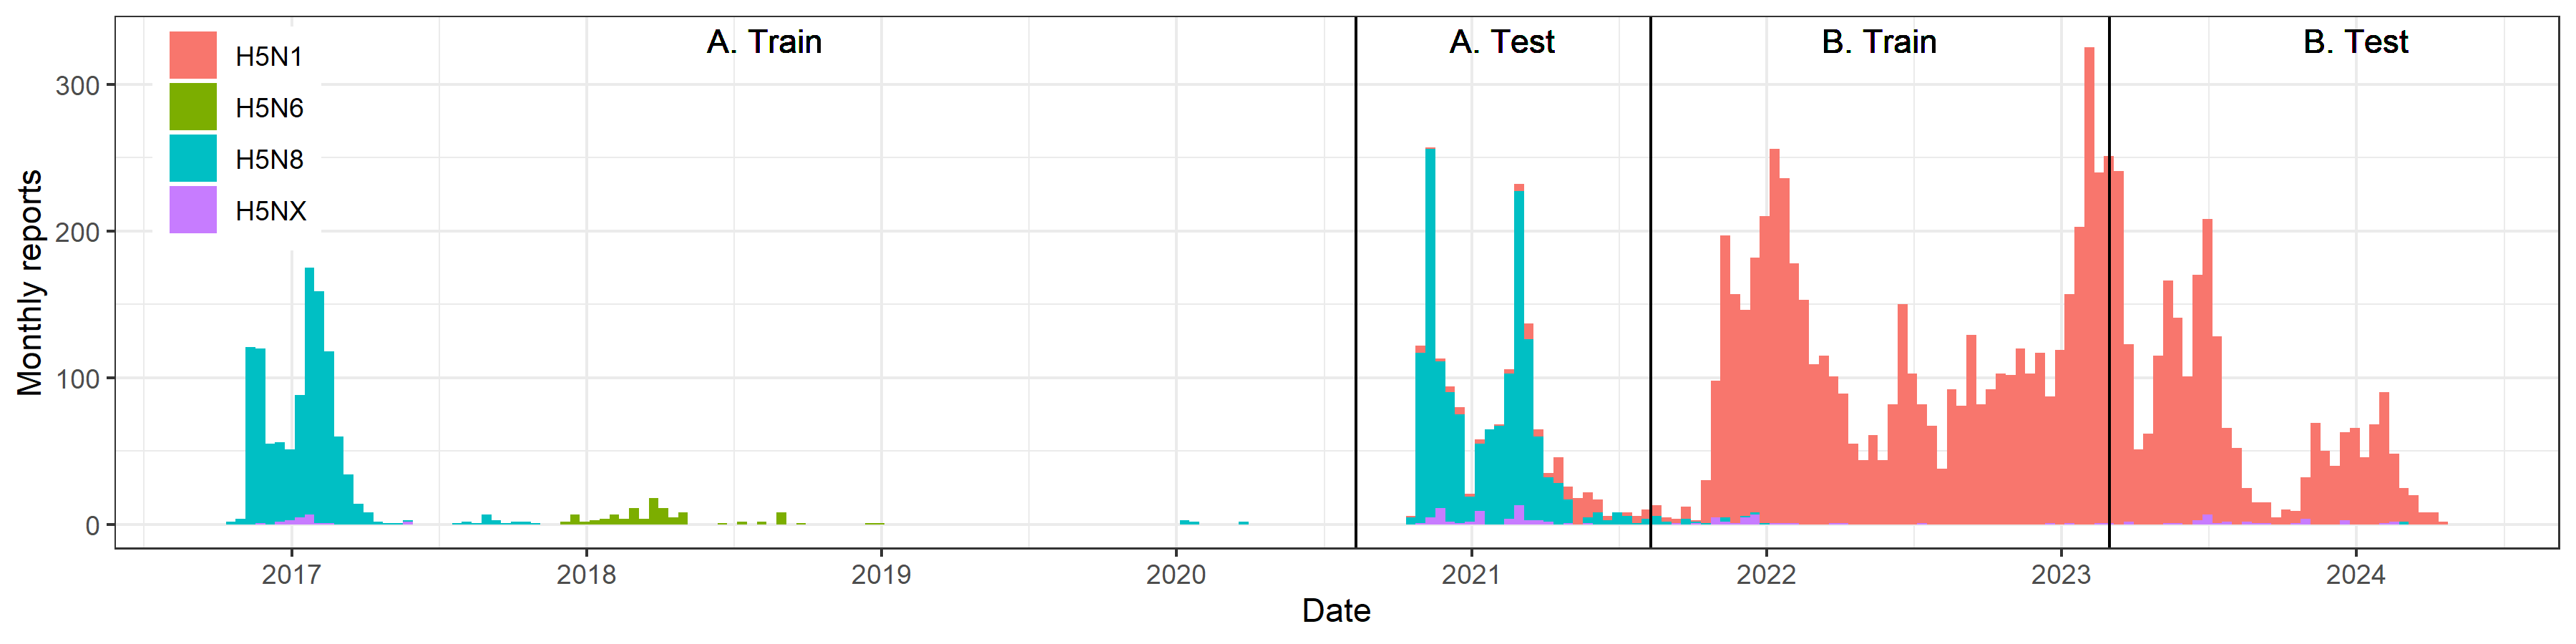 A. Train
A. Test
B. Train
B. Test
H5N1
H5N6
H5N8
H5NX
Monthly reports
300
200
100
0
2017
2018
2019
2020
2021
2022
2023
2024
Date